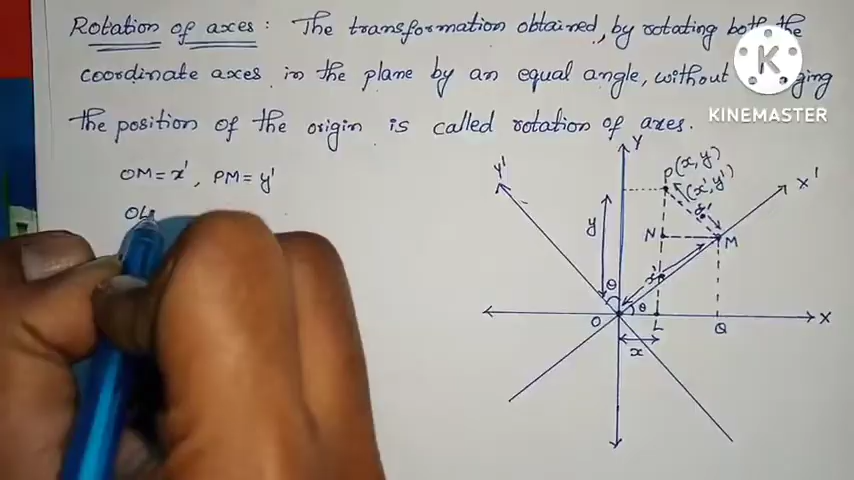 Rotation of axes : The transformation obtained, by rotating both the
coordinate axes in the plane by an equal angle, without
the position of the origin is called rotation of axes.
OM = x' , PM = y'
OL
K
KINEMASTER
Y
Y'
P(x, y)
(x', y')
X'
y'
y
N
M
x'
θ
θ
O
L
Q
X
x